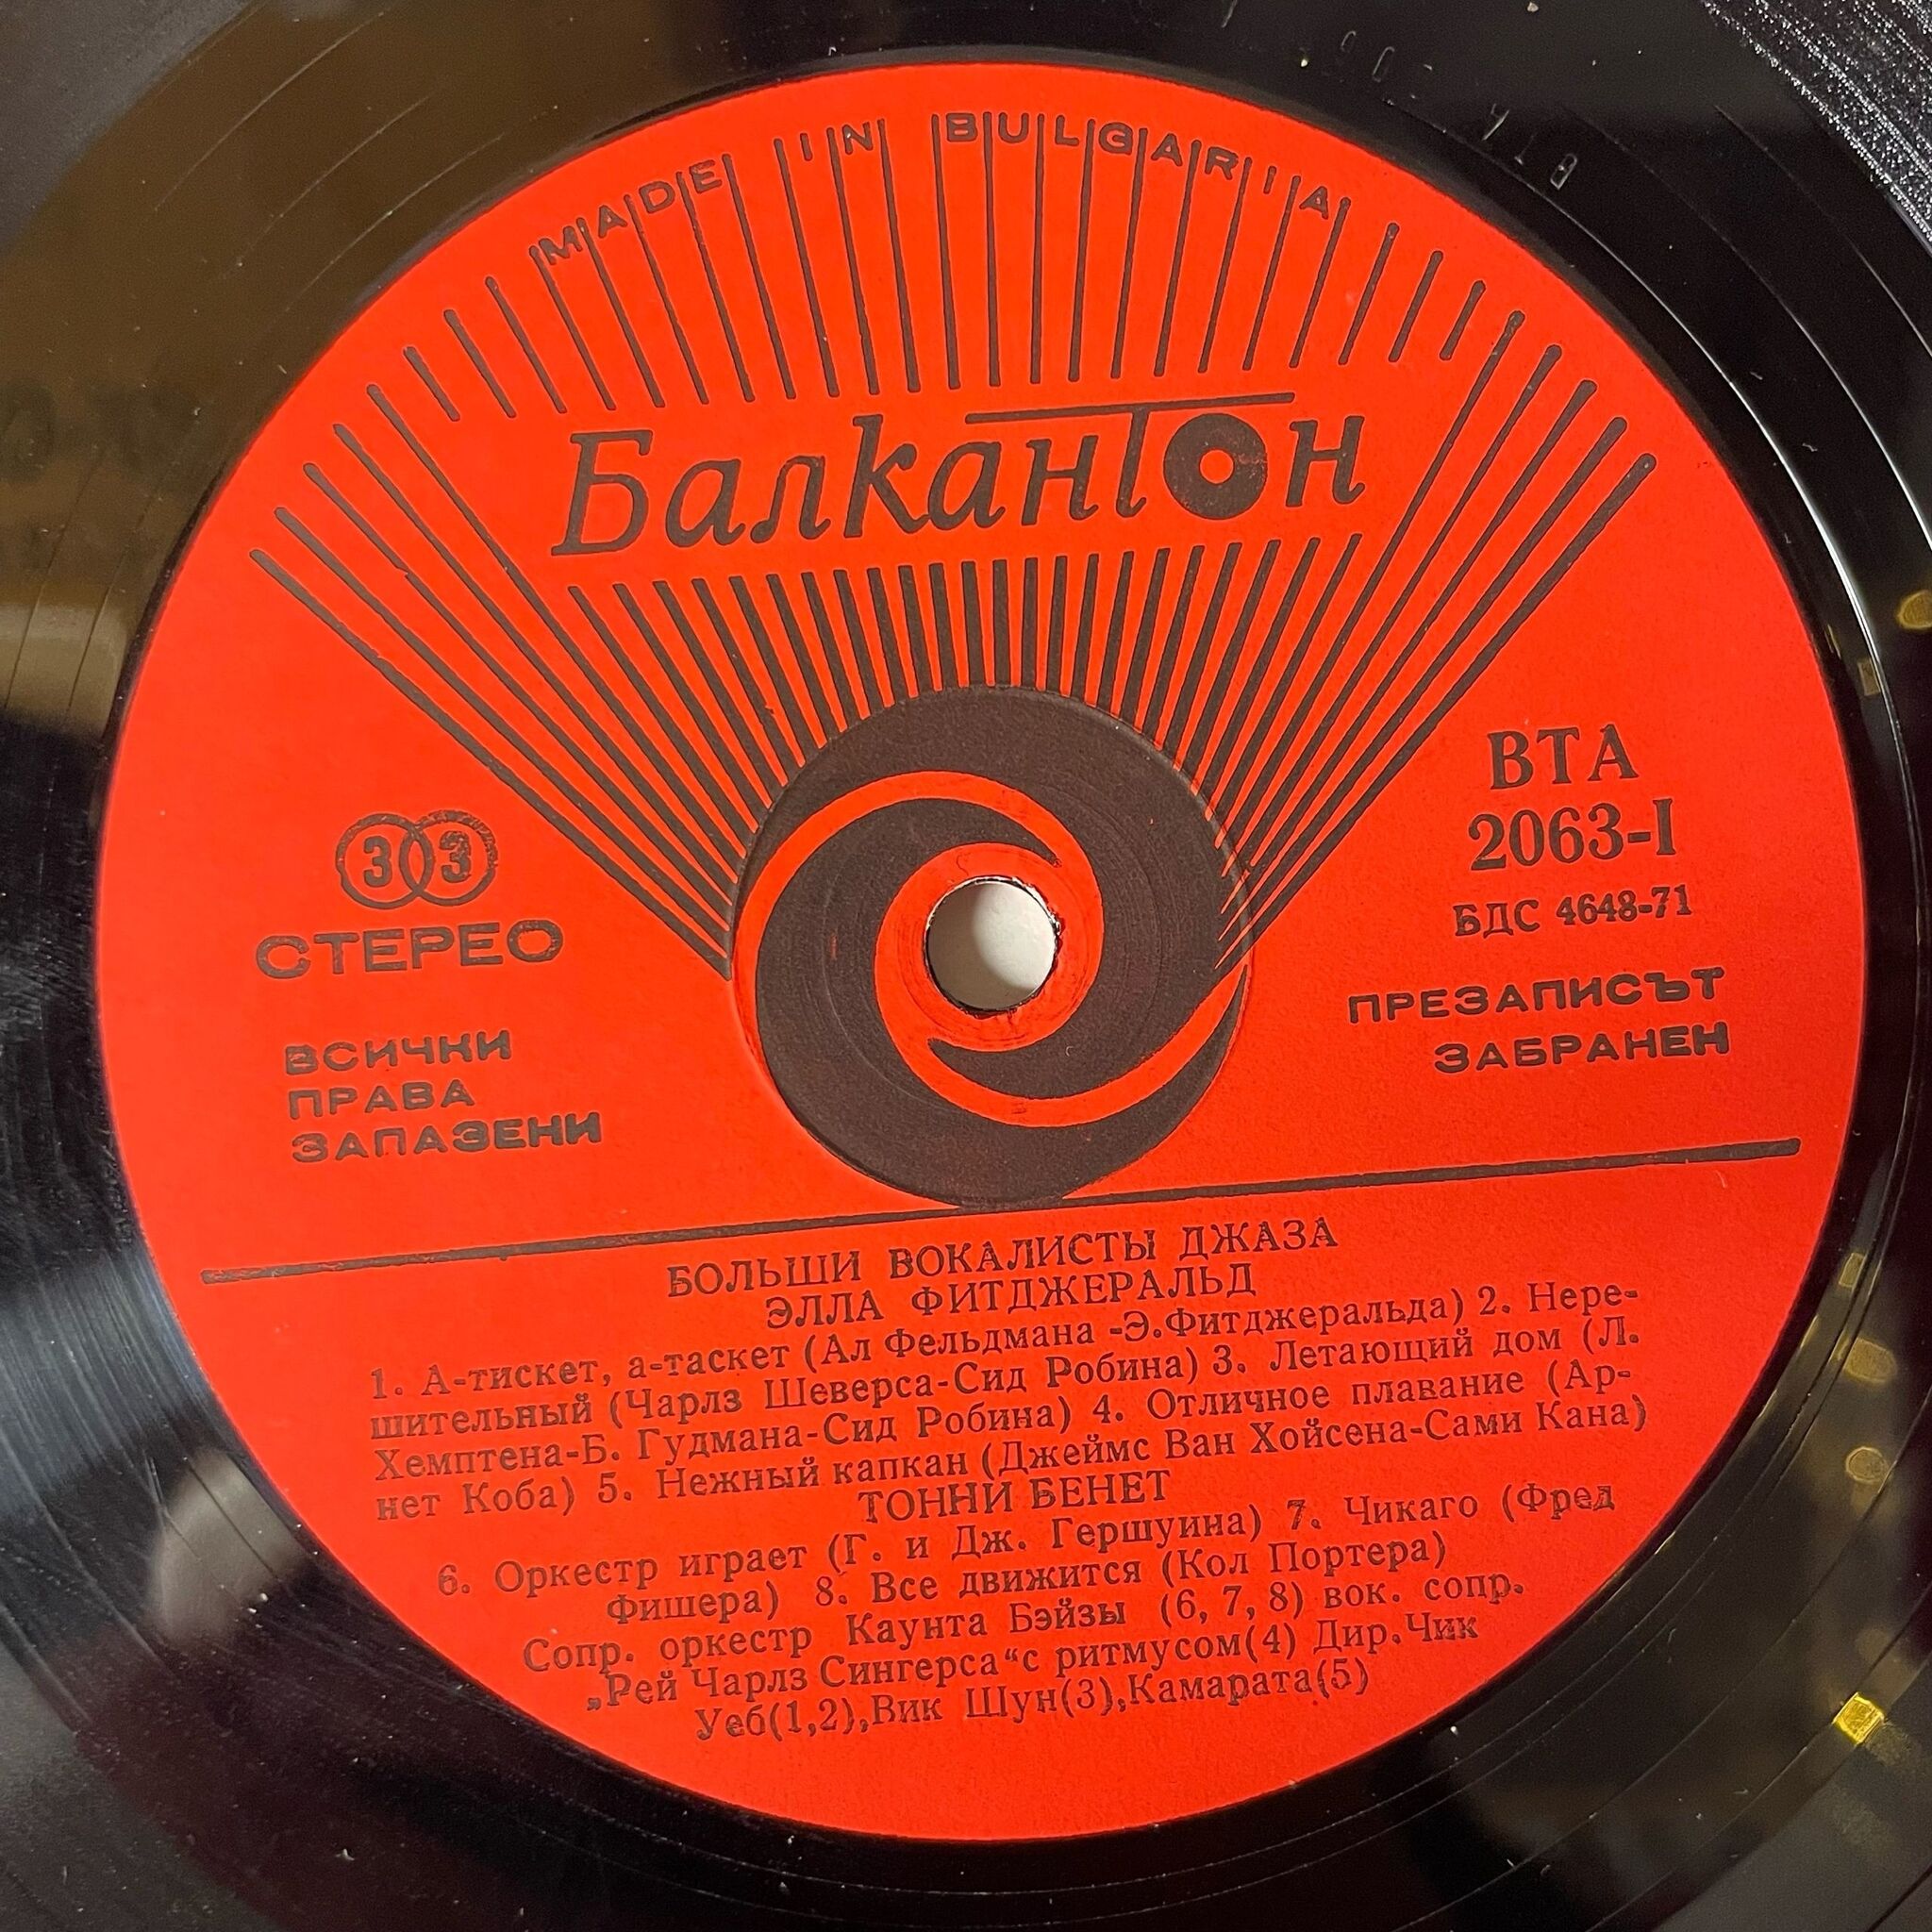 MADE IN BULGARIA
Балкантон
33
СТЕРЕО
ВСИЧКИ
ПРАВА
ЗАПАЗЕНИ
ВТА
2063-I
БДС 4648-71
ПРЕЗАПИСЪТ
ЗАБРАНЕН
БОЛЬШИ ВОКАЛИСТЫ ДЖАЗА
ЭЛЛА ФИТДЖЕРАЛЬД
1. А-тискет, а-таскет (Ал Фельдмана -Э.Фитджеральда) 2. Нере-
шительный (Чарлз Шеверса-Сид Робина) 3. Летающий дом (Л.
Хемптена-Б. Гудмана-Сид Робина) 4. Отличное плавание (Ар-
нет Коба) 5. Нежный капкан (Джеймс Ван Хойсена-Сами Кана)
ТОННИ БЕНЕТ
6. Оркестр играет (Г. и Дж. Гершуина) 7. Чикаго (Фред
Фишера) 8. Все движится (Кол Портера)
Сопр. оркестр Каунта Бэйзы (6, 7, 8) вок. сопр.
„Рей Чарлз Сингерса“с ритмусом(4) Дир.Чик
Уеб(1,2),Вик Шун(3),Камарата(5)